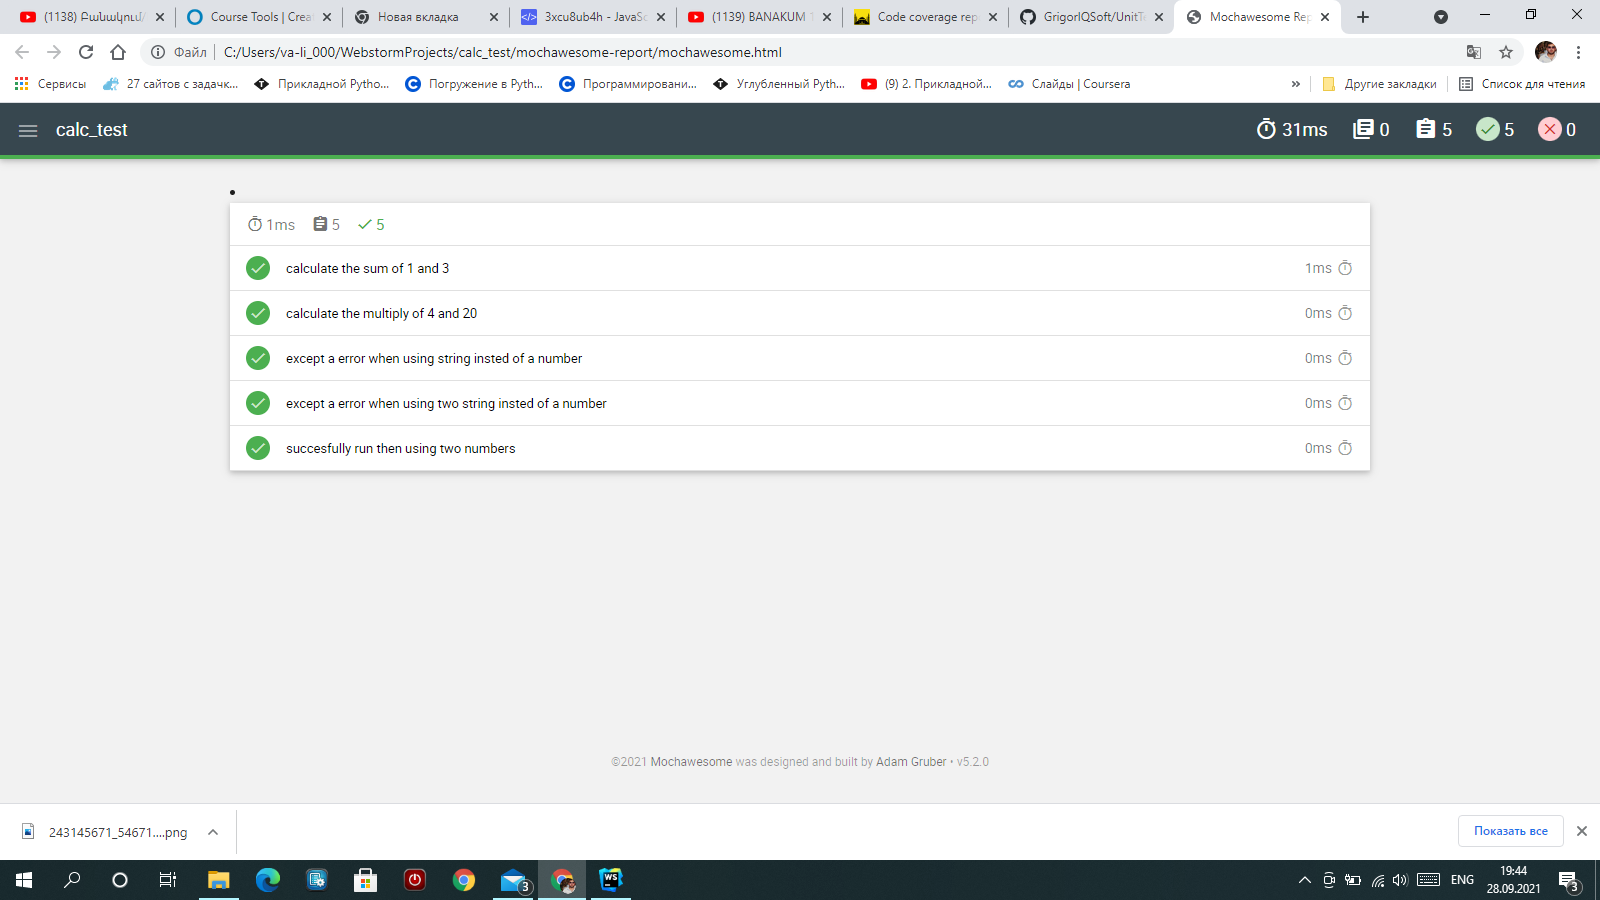 (1138) Բանակում/
Course Tools | Creat
Новая вкладка
3xcu8ub4h - JavaSc
(1139) BANAKUM 1
Code coverage rep
GrigorIQSoft/UnitTe
Mochawesome Rep
Файл
C:/Users/va-li_000/WebstormProjects/calc_test/mochawesome-report/mochawesome.html
Сервисы
27 сайтов с задачк...
Прикладной Pytho...
Погружение в Pyth...
Программировани...
Углубленный Pyth...
(9) 2. Прикладной...
Слайды | Coursera
»
Другие закладки
Список для чтения
calc_test
31ms 0 5 5 0
1ms 5 5
calculate the sum of 1 and 3 1ms
calculate the multiply of 4 and 20 0ms
except a error when using string insted of a number 0ms
except a error when using two string insted of a number 0ms
succesfully run then using two numbers 0ms
©2021 Mochawesome was designed and built by Adam Gruber • v5.2.0
243145671_54671....png
Показать все
3
WS
ENG
19:44
28.09.2021
3